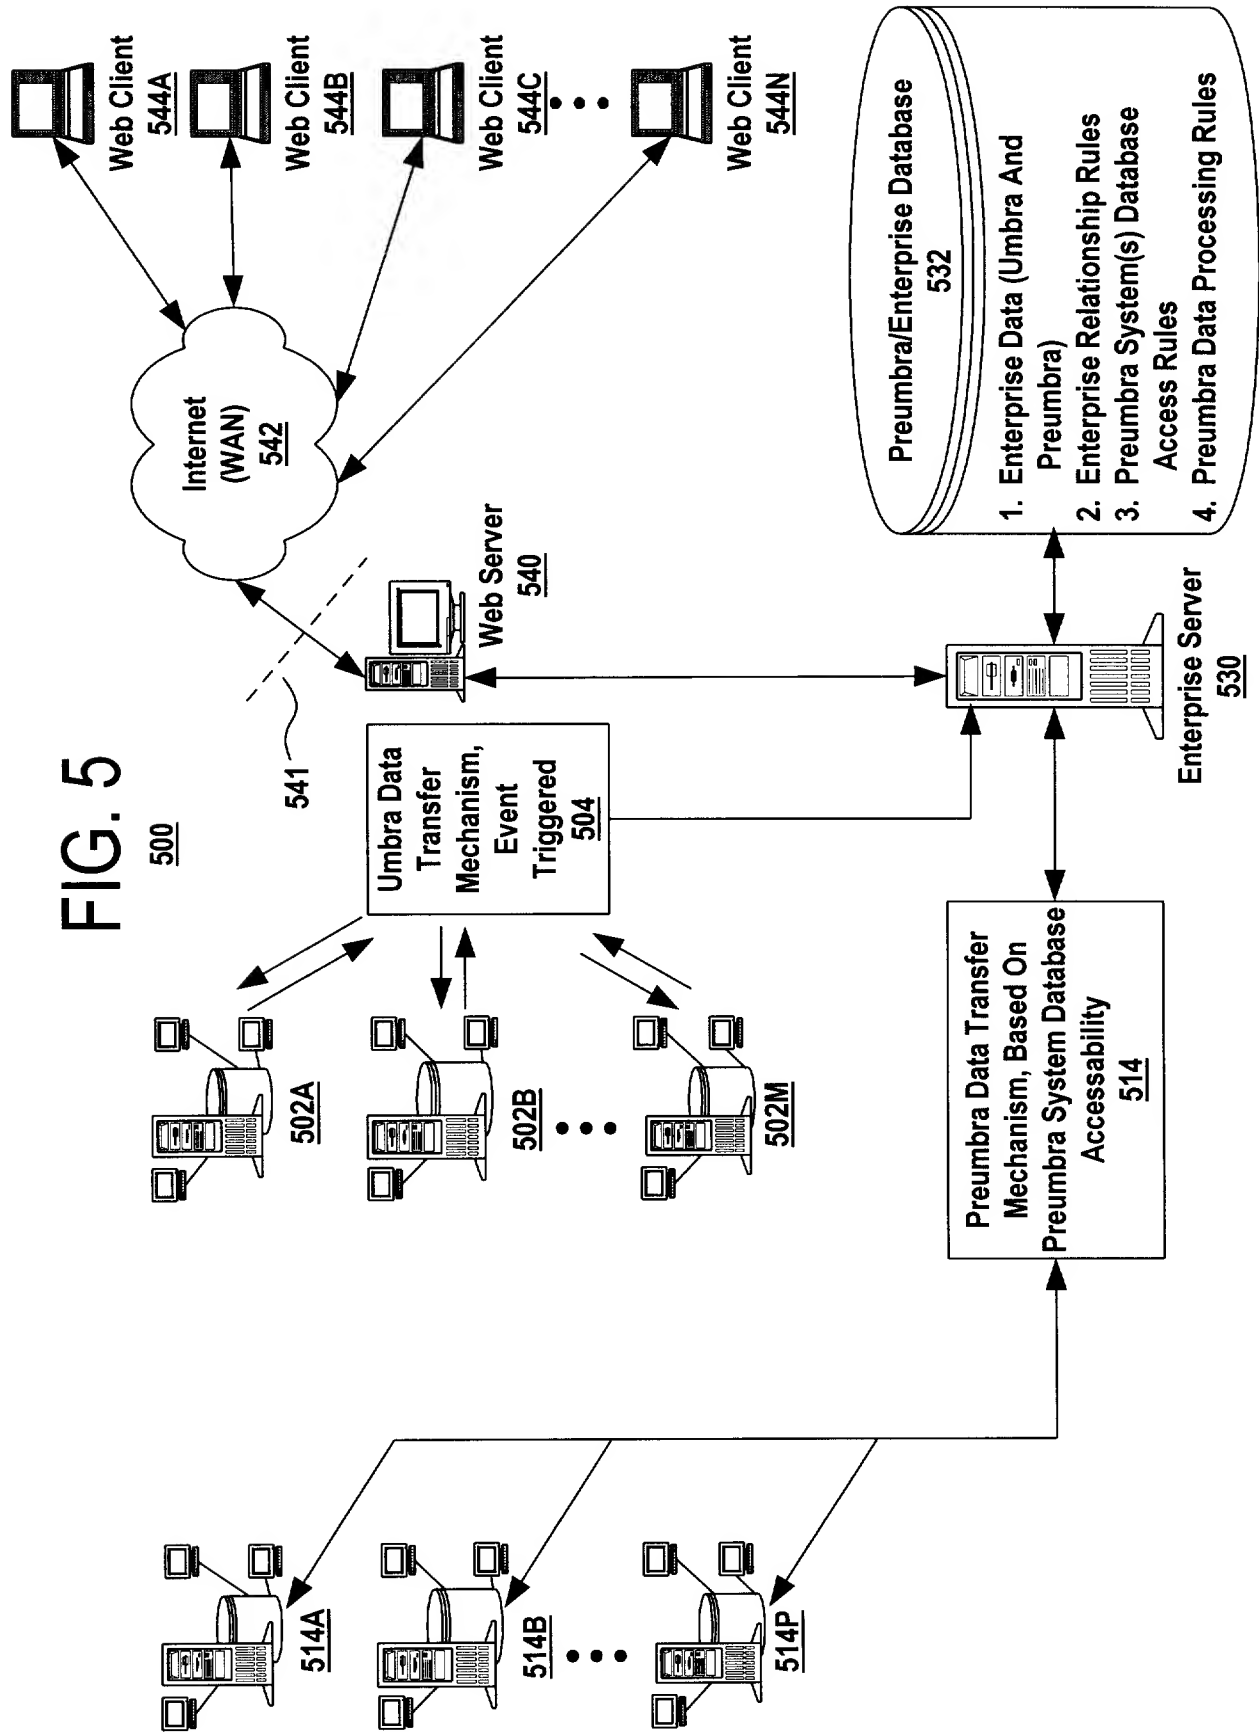 FIG. 5
500
514A
514B
514P
502A
502B
502M
Umbra Data
Transfer
Mechanism,
Event
Triggered
504
541
Web Server
540
Internet
(WAN)
542
Web Client
544A
Web Client
544B
Web Client
544C
Web Client
544N
Preumbra Data Transfer
Mechanism, Based On
Preumbra System Database
Accessability
514
Enterprise Server
530
Preumbra/Enterprise Database
532
1. Enterprise Data (Umbra And
Preumbra)
2. Enterprise Relationship Rules
3. Preumbra System(s) Database
Access Rules
4. Preumbra Data Processing Rules